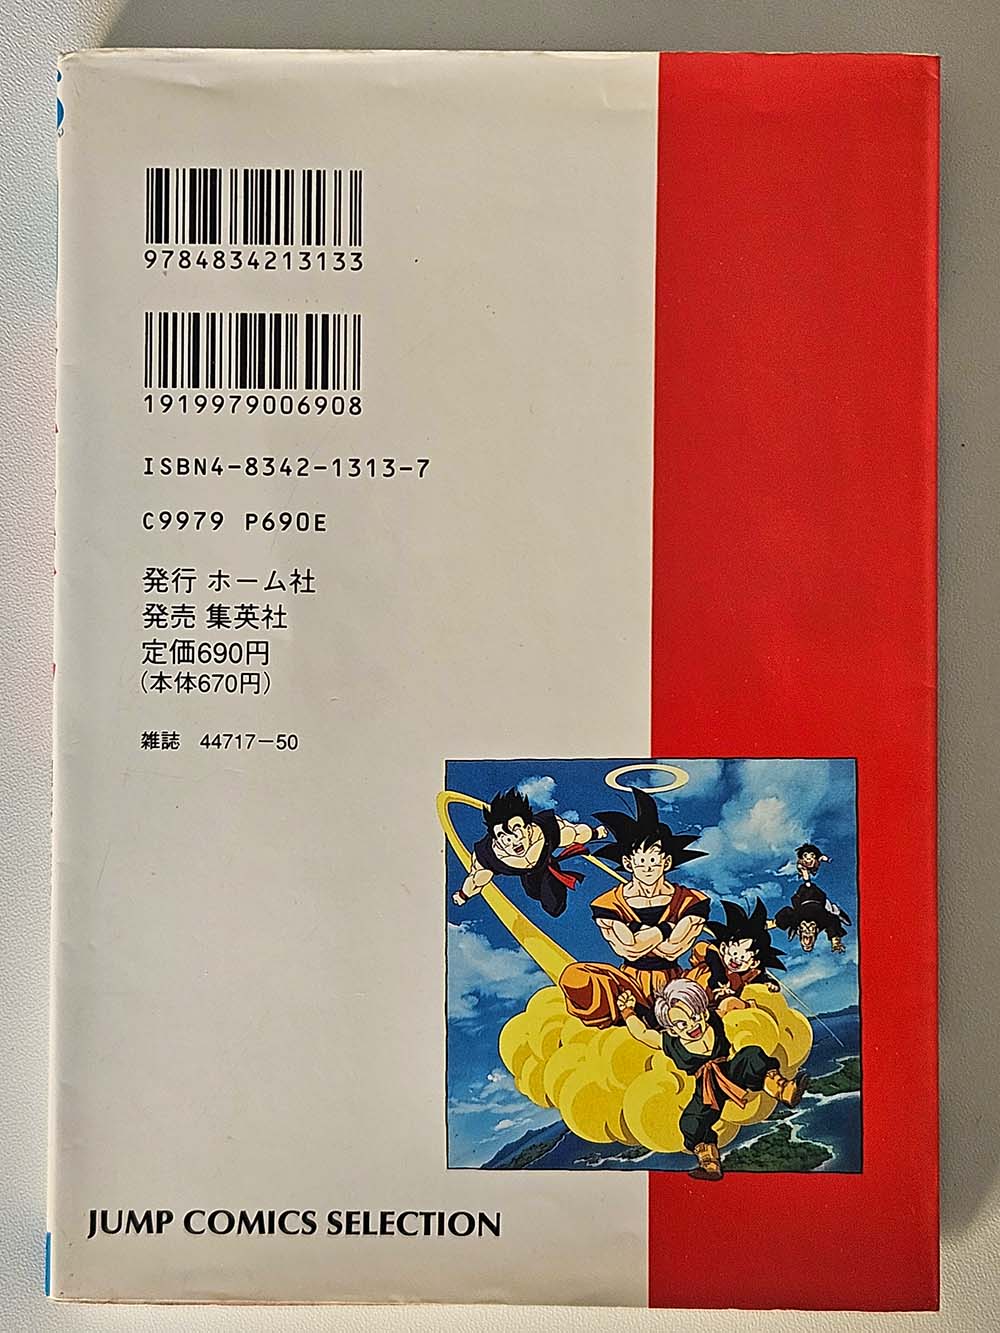 9784834213133
1919979006908
ISBN4-8342-1313-7
C9979 P690E
発行 ホーム社
発売 集英社
定価690円
(本体670円)
雑誌 44717-50
JUMP COMICS SELECTION